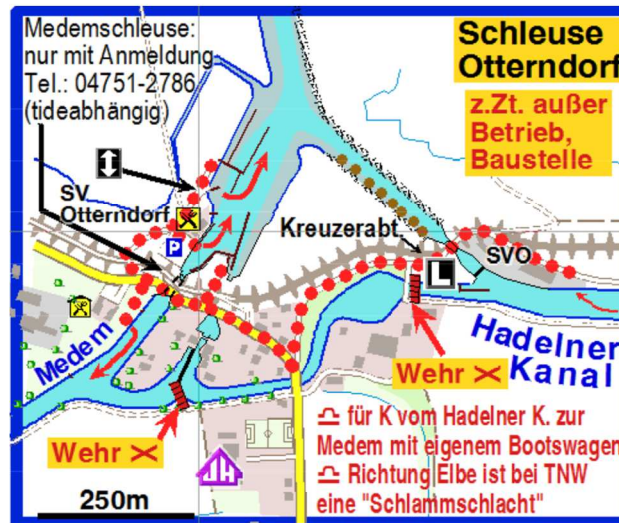 Medemschleuse:
nur mit Anmeldung
Tel.: 04751-2786
(tideabhängig)
Schleuse
Otterndorf
z.Zt. außer
Betrieb,
Baustelle
SV
Otterndorf
P
Kreuzerabt.
SVO
Medem
Hadelner
Kanal
Wehr
Wehr
für K vom Hadelner K. zur
Medem mit eigenem Bootswagen
Richtung Elbe ist bei TNW
eine "Schlammschlacht"
250m